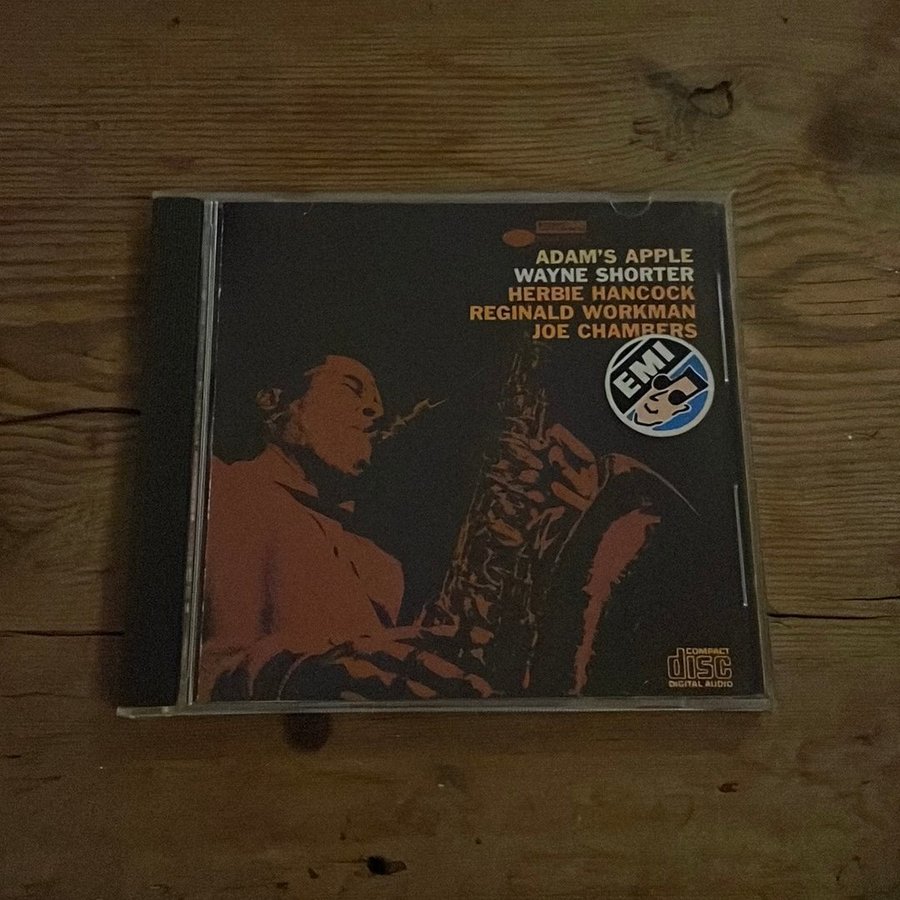 ADAM'S APPLE
WAYNE SHORTER
HERBIE HANCOCK
REGINALD WORKMAN
JOE CHAMBERS
EMI
COMPACT
disc
DIGITAL AUDIO